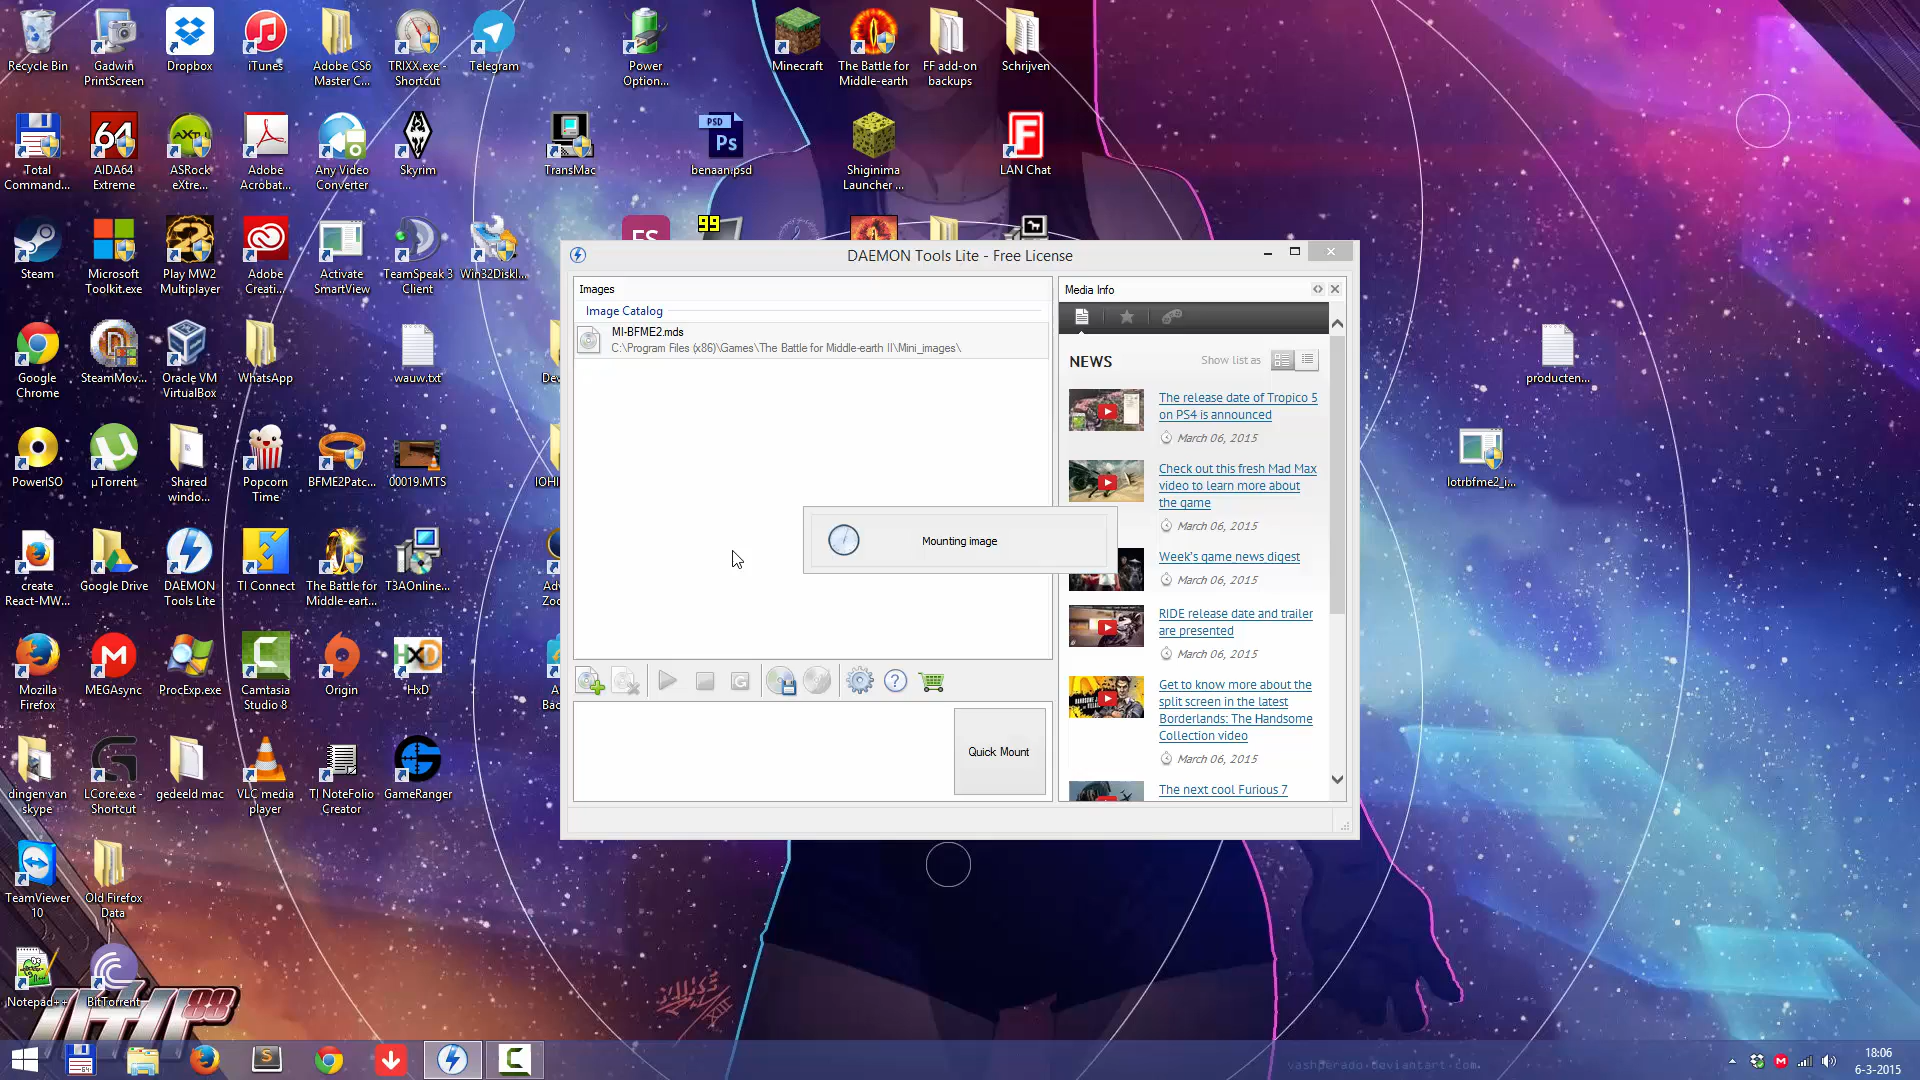 Recycle Bin
Gadwin
PrintScreen
Dropbox
iTunes
Adobe CS6
Master C...
TRIXX.exe -
Shortcut
Telegram
Power
Option...
Minecraft
The Battle for
Middle-earth
FF add-on
backups
Schrijven
Total
Command...
64
AIDA64
Extreme
AXTU
ASRock
eXtre...
Adobe
Acrobat...
Any Video
Converter
Skyrim
TransMac
PSD
Ps
benaan.psd
Shiginima
Launcher ...
LAN Chat
Steam
Microsoft
Toolkit.exe
Play MW2
Multiplayer
Adobe
Creati...
Activate
SmartView
TeamSpeak 3
Client
Win32DiskI...
99
DAEMON Tools Lite - Free License
Images
Image Catalog
MI-BFME2.mds
C:\Program Files (x86)\Games\The Battle for Middle-earth II\Mini_images\
Media Info
NEWS
Show list as
The release date of Tropico 5
on PS4 is announced
March 06, 2015
Check out this fresh Mad Max
video to learn more about
the game
March 06, 2015
Week's game news digest
March 06, 2015
RIDE release date and trailer
are presented
March 06, 2015
Get to know more about the
split screen in the latest
Borderlands: The Handsome
Collection video
March 06, 2015
The next cool Furious 7
Mounting image
Quick Mount
Google
Chrome
SteamMov...
Oracle VM
VirtualBox
WhatsApp
wauw.txt
producten...
PowerISO
µTorrent
Shared
windo...
Popcorn
Time
BFME2Patc...
00019.MTS
lotrbfme2_i...
create
React-MW...
Google Drive
DAEMON
Tools Lite
TI Connect
The Battle for
Middle-eart...
T3AOnline...
Mozilla
Firefox
MEGAsync
ProcExp.exe
Camtasia
Studio 8
Origin
HxD
HxD
dingen van
skype
LCore.exe -
Shortcut
gedeeld mac
VLC media
player
TI NoteFolio
Creator
GameRanger
TeamViewer
10
Old Firefox
Data
Notepad++
BitTorrent
vashperado.deviantart.com
18:06
6-3-2015